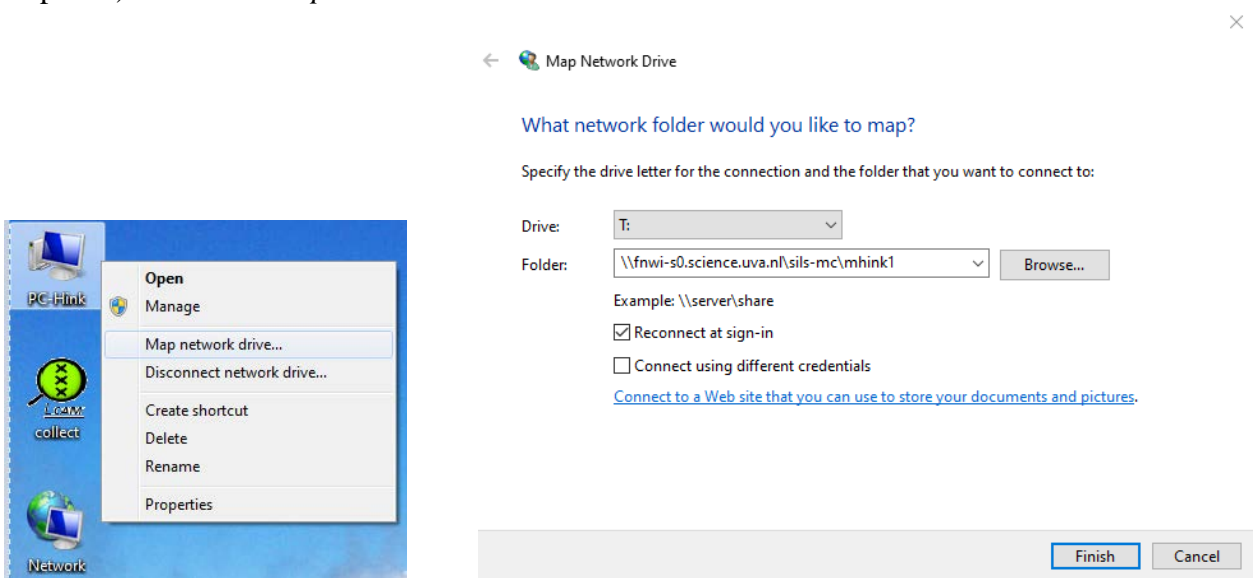 Map Network Drive
What network folder would you like to map?
Specify the drive letter for the connection and the folder that you want to connect to:
Drive: T:
Folder: \\fnwi-s0.science.uva.nl\sils-mc\mhink1 Browse...
Example: \\server\share
Reconnect at sign-in
Connect using different credentials
Connect to a Web site that you can use to store your documents and pictures.
Finish Cancel
PC-Hink
Open
Manage
Map network drive...
Disconnect network drive...
LCAM
collect
Create shortcut
Delete
Rename
Properties
Network